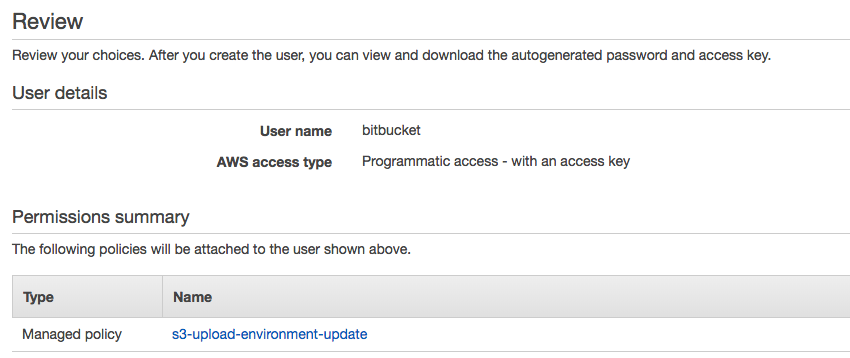 Review
Review your choices. After you create the user, you can view and download the autogenerated password and access key.
User details
User name bitbucket
AWS access type Programmatic access - with an access key
Permissions summary
The following policies will be attached to the user shown above.
Type Name
Managed policy s3-upload-environment-update